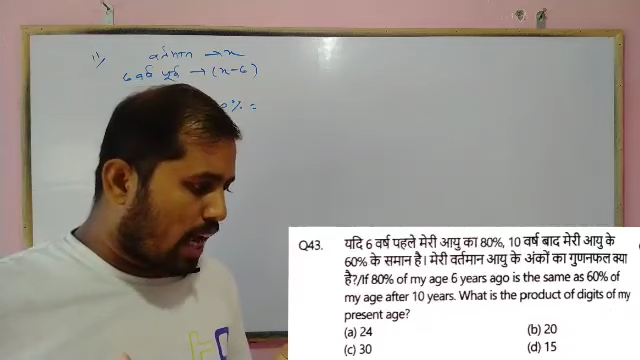 1) वर्तमान → x
6 वर्ष पूर्व → (x-6)
0% =
Q43. यदि 6 वर्ष पहले मेरी आयु का 80%, 10 वर्ष बाद मेरी आयु के
60% के समान है। मेरी वर्तमान आयु के अंकों का गुणनफल क्या
है?/If 80% of my age 6 years ago is the same as 60% of
my age after 10 years. What is the product of digits of my
present age?
(a) 24 (b) 20
(c) 30 (d) 15